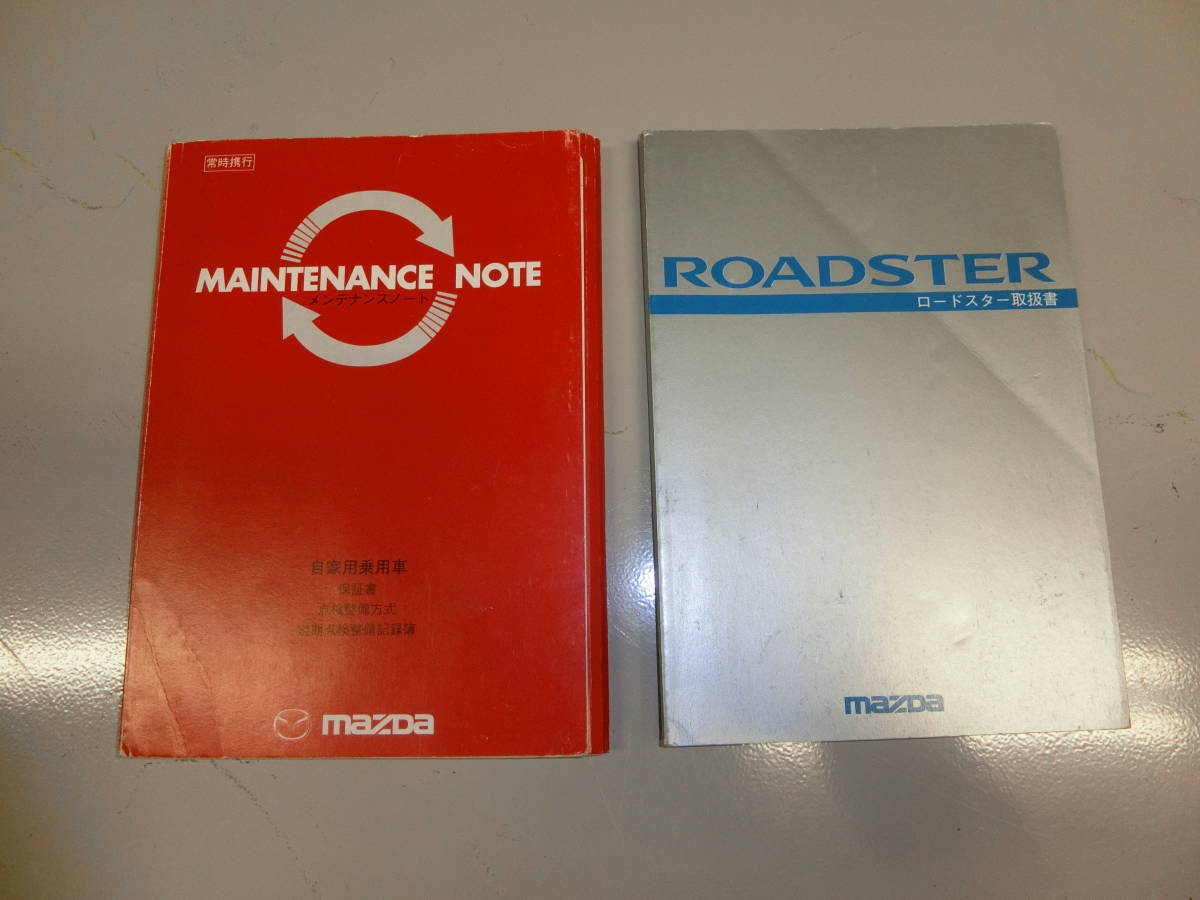 常時携行
MAINTENANCE NOTE
メンテナンスノート
自家用乗用車
保証書
点検整備方式
定期点検整備記録簿
mazda
ROADSTER
ロードスター取扱書
mazda